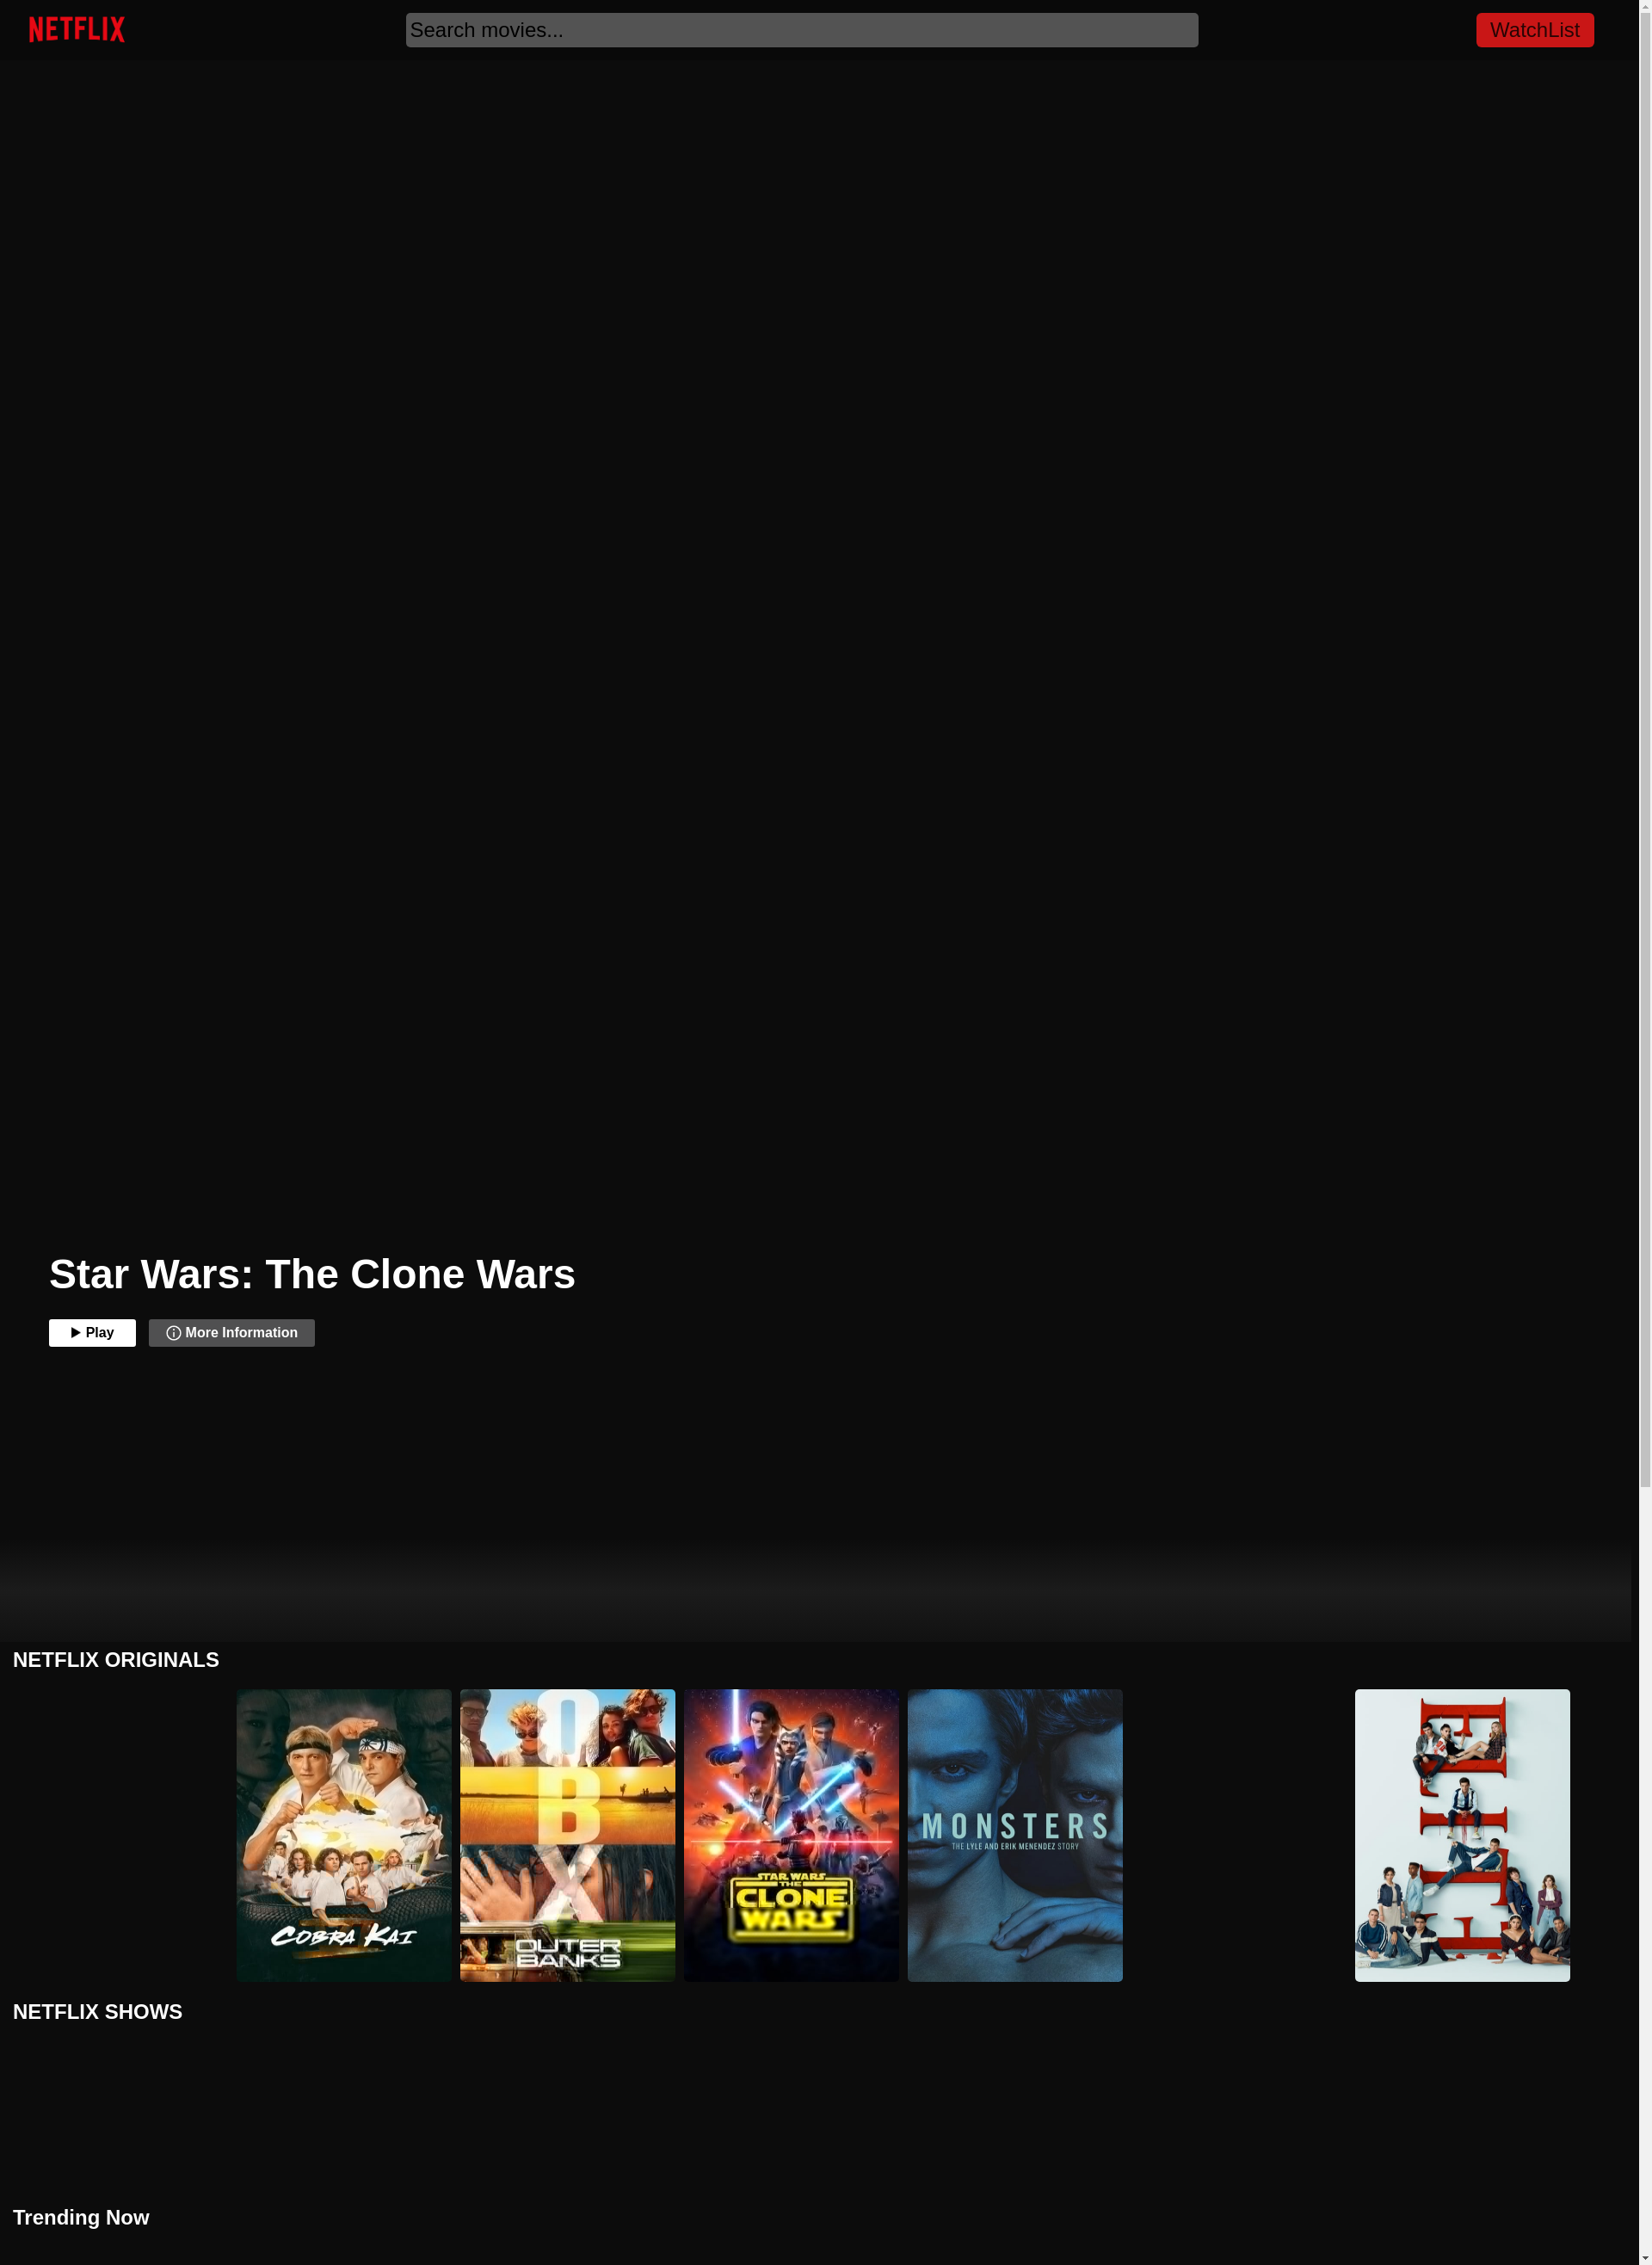 NETFLIX
Search movies...
WatchList
Star Wars: The Clone Wars
Play
More Information
NETFLIX ORIGINALS
COBRA KAI
O
B
X
OUTER
BANKS
STAR WARS
THE
CLONE
WARS
MONSTERS
THE LYLE AND ERIK MENENDEZ STORY
ELITE
NETFLIX SHOWS
Trending Now